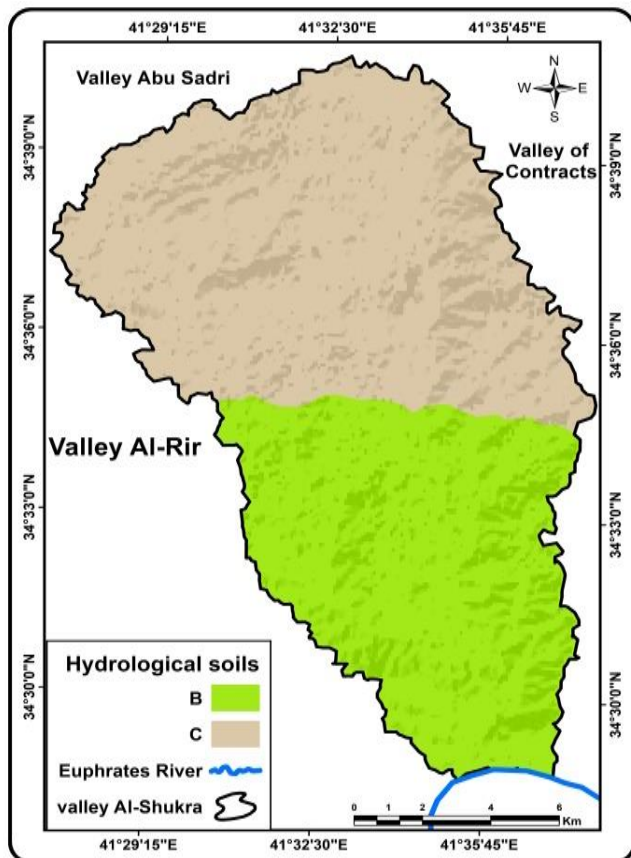 41°29'15"E 41°32'30"E 41°35'45"E
Valley Abu Sadri
N
W E
S
Valley of
Contracts
34°39'0"N
34°39'0"N
34°36'0"N
34°36'0"N
Valley Al-Rir
34°33'0"N
34°33'0"N
34°30'0"N
34°30'0"N
Hydrological soils
B
C
Euphrates River
valley Al-Shukra
0 1 2 4 6
Km
41°29'15"E 41°32'30"E 41°35'45"E